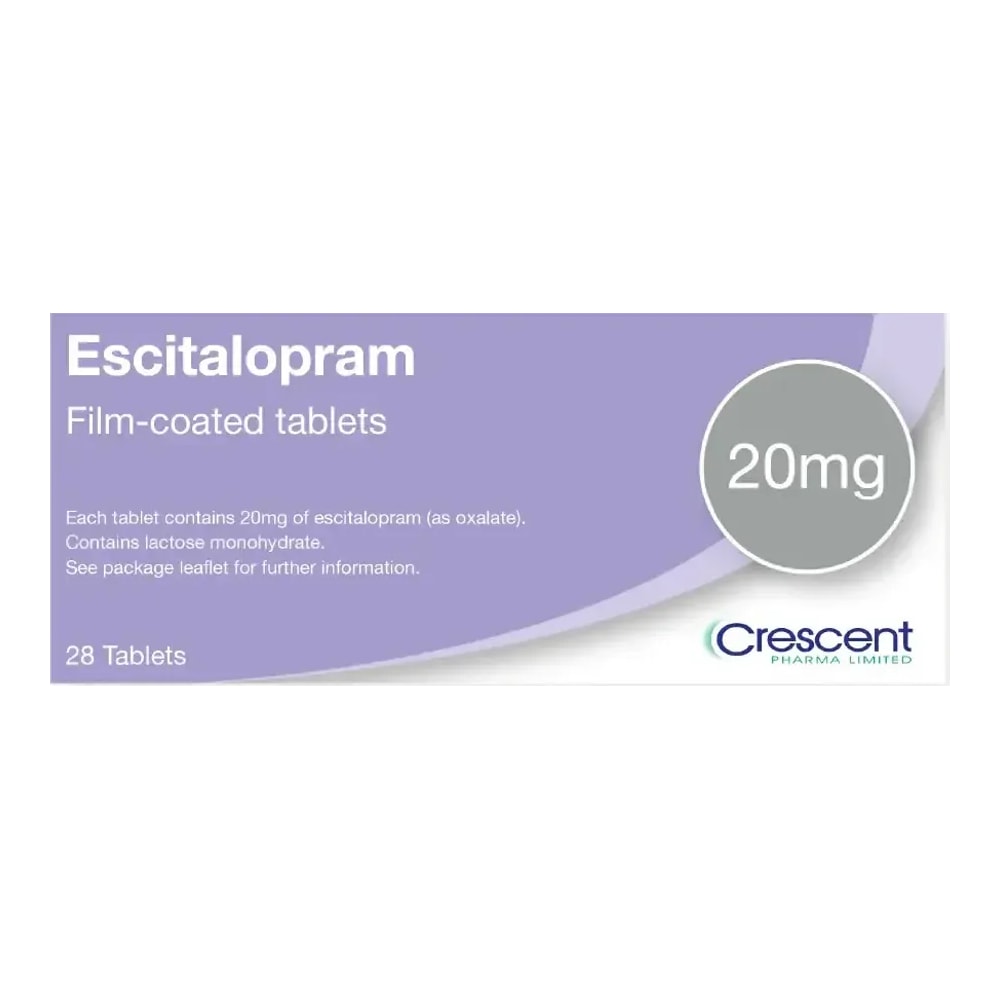 Escitalopram
Film-coated tablets
20mg
Each tablet contains 20mg of escitalopram (as oxalate).
Contains lactose monohydrate.
See package leaflet for further information.
28 Tablets
Crescent
PHARMA LIMITED